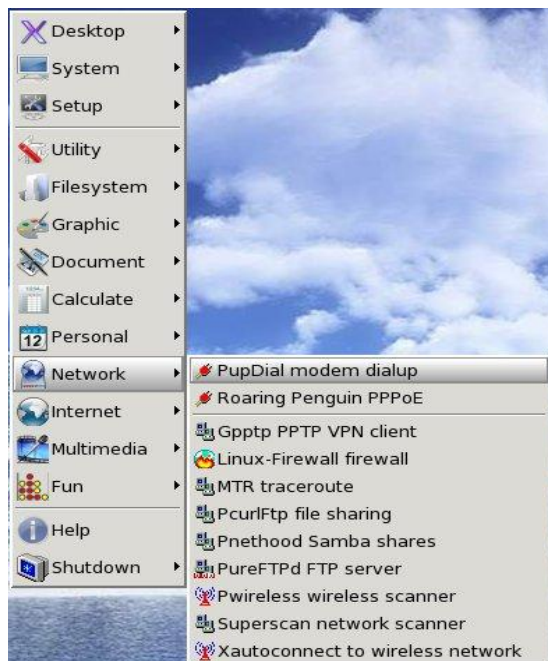 Desktop
System
Setup
Utility
Filesystem
Graphic
Document
Calculate
12 Personal
Network
Internet
Multimedia
Fun
Help
Shutdown
PupDial modem dialup
Roaring Penguin PPPoE
Gpptp PPTP VPN client
Linux-Firewall firewall
MTR traceroute
PcurlFtp file sharing
Pnethood Samba shares
PureFTPd FTP server
Pwireless wireless scanner
Superscan network scanner
Xautoconnect to wireless network